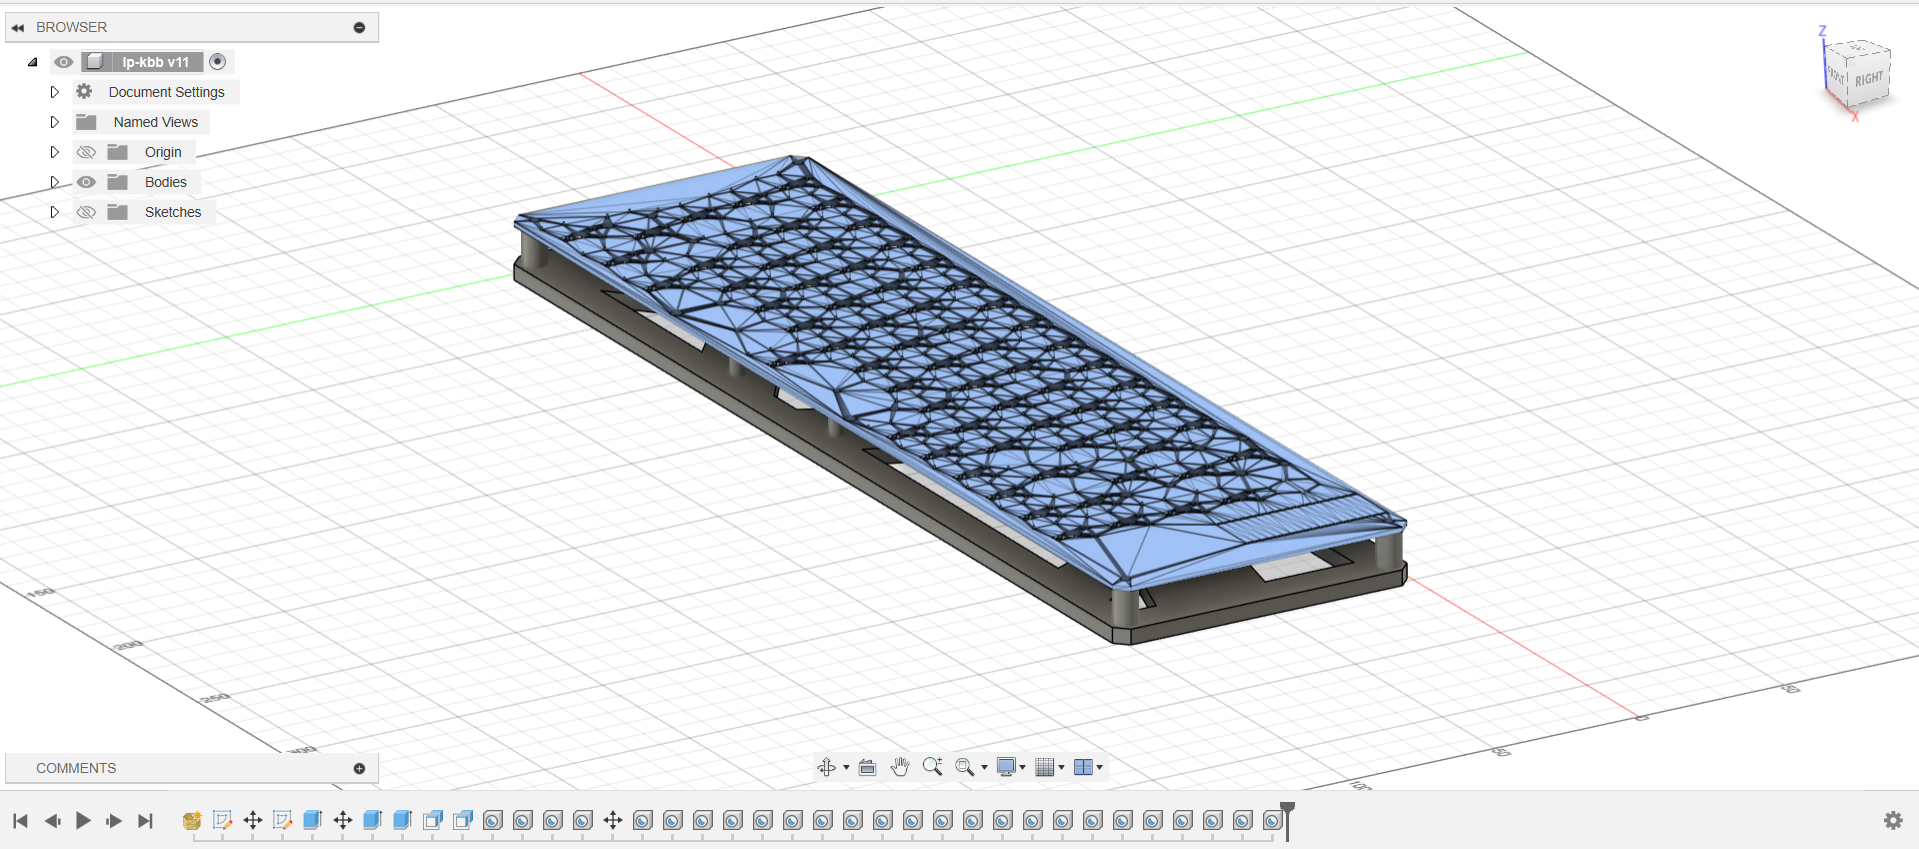 BROWSER
lp-kbb v11
Document Settings
Named Views
Origin
Bodies
Sketches
Z
FRONT
RIGHT
X
150
200
250
300
50
0
50
100
COMMENTS